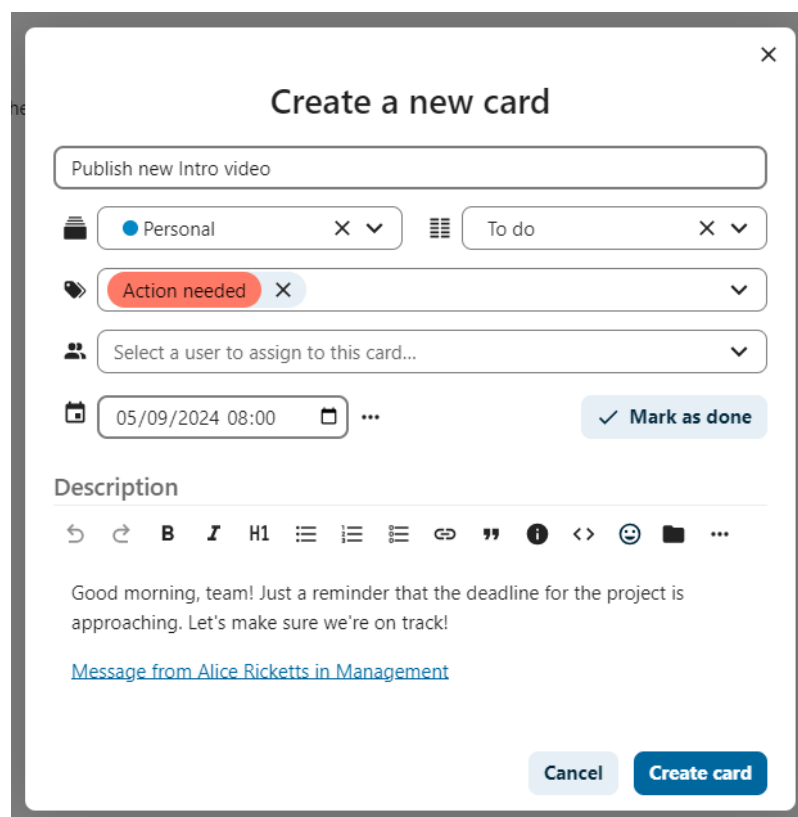 he
Create a new card
Publish new Intro video
Personal
To do
Action needed
Select a user to assign to this card...
05/09/2024 08:00
Mark as done
Description
B I H1
Good morning, team! Just a reminder that the deadline for the project is
approaching. Let's make sure we're on track!
Message from Alice Ricketts in Management
Cancel Create card